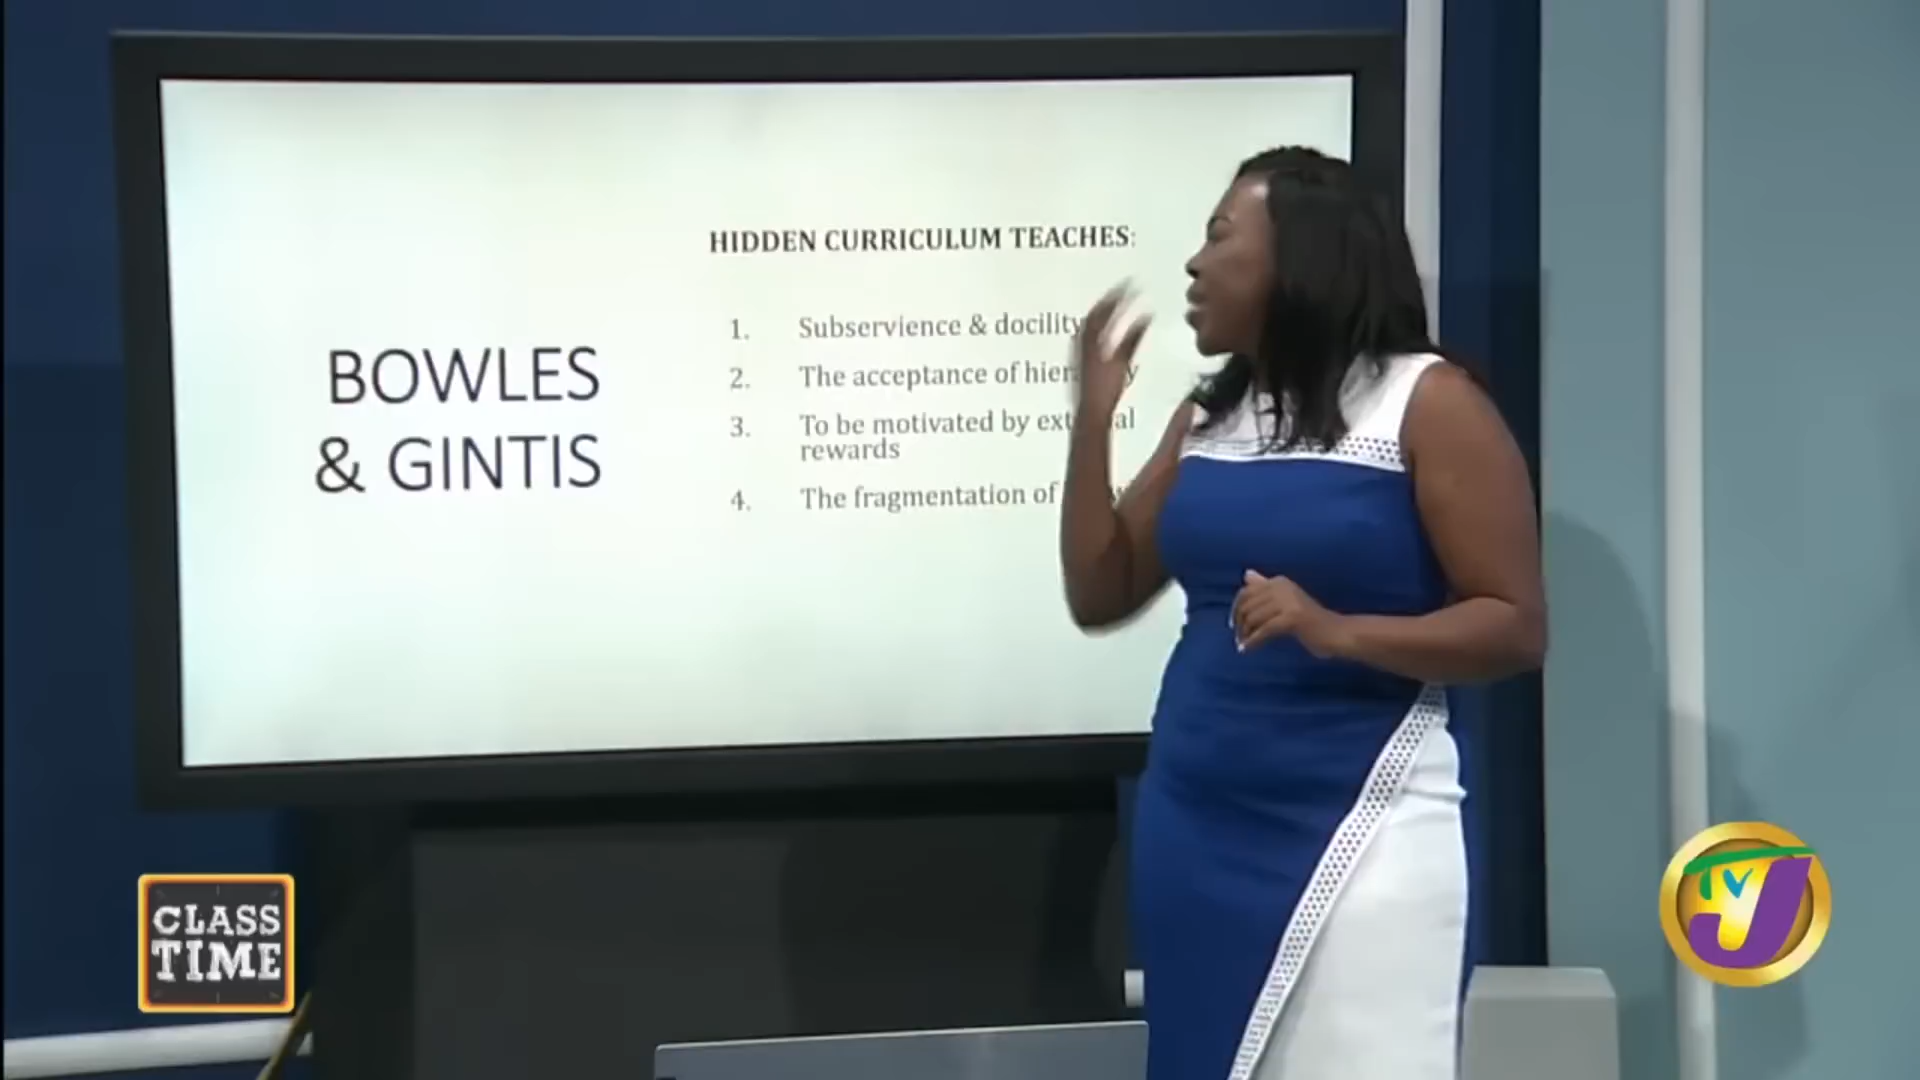 BOWLES
& GINTIS
HIDDEN CURRICULUM TEACHES:
1. Subservience & docility
2. The acceptance of
3. To be motivated by
rewards
4. The fragmentation of
CLASS
TIME
TVJ